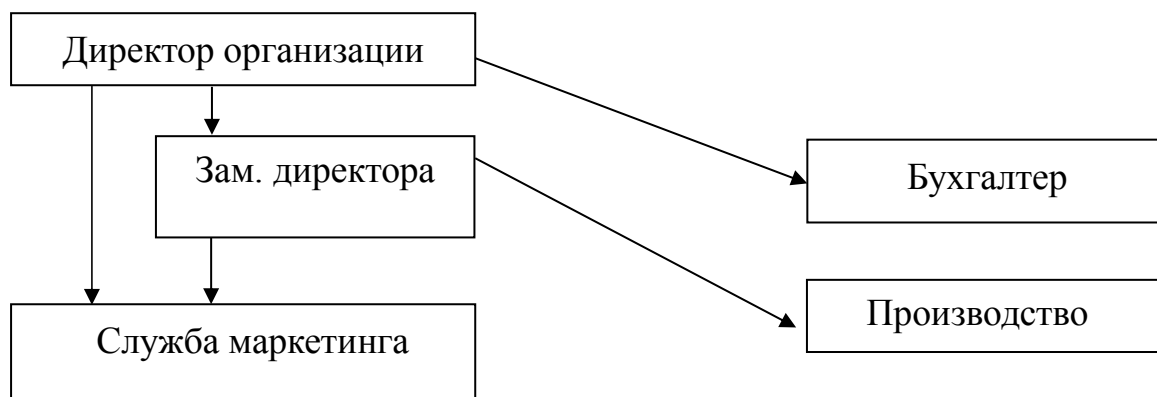 Директор организации
Зам. директора
Бухгалтер
Производство
Служба маркетинга